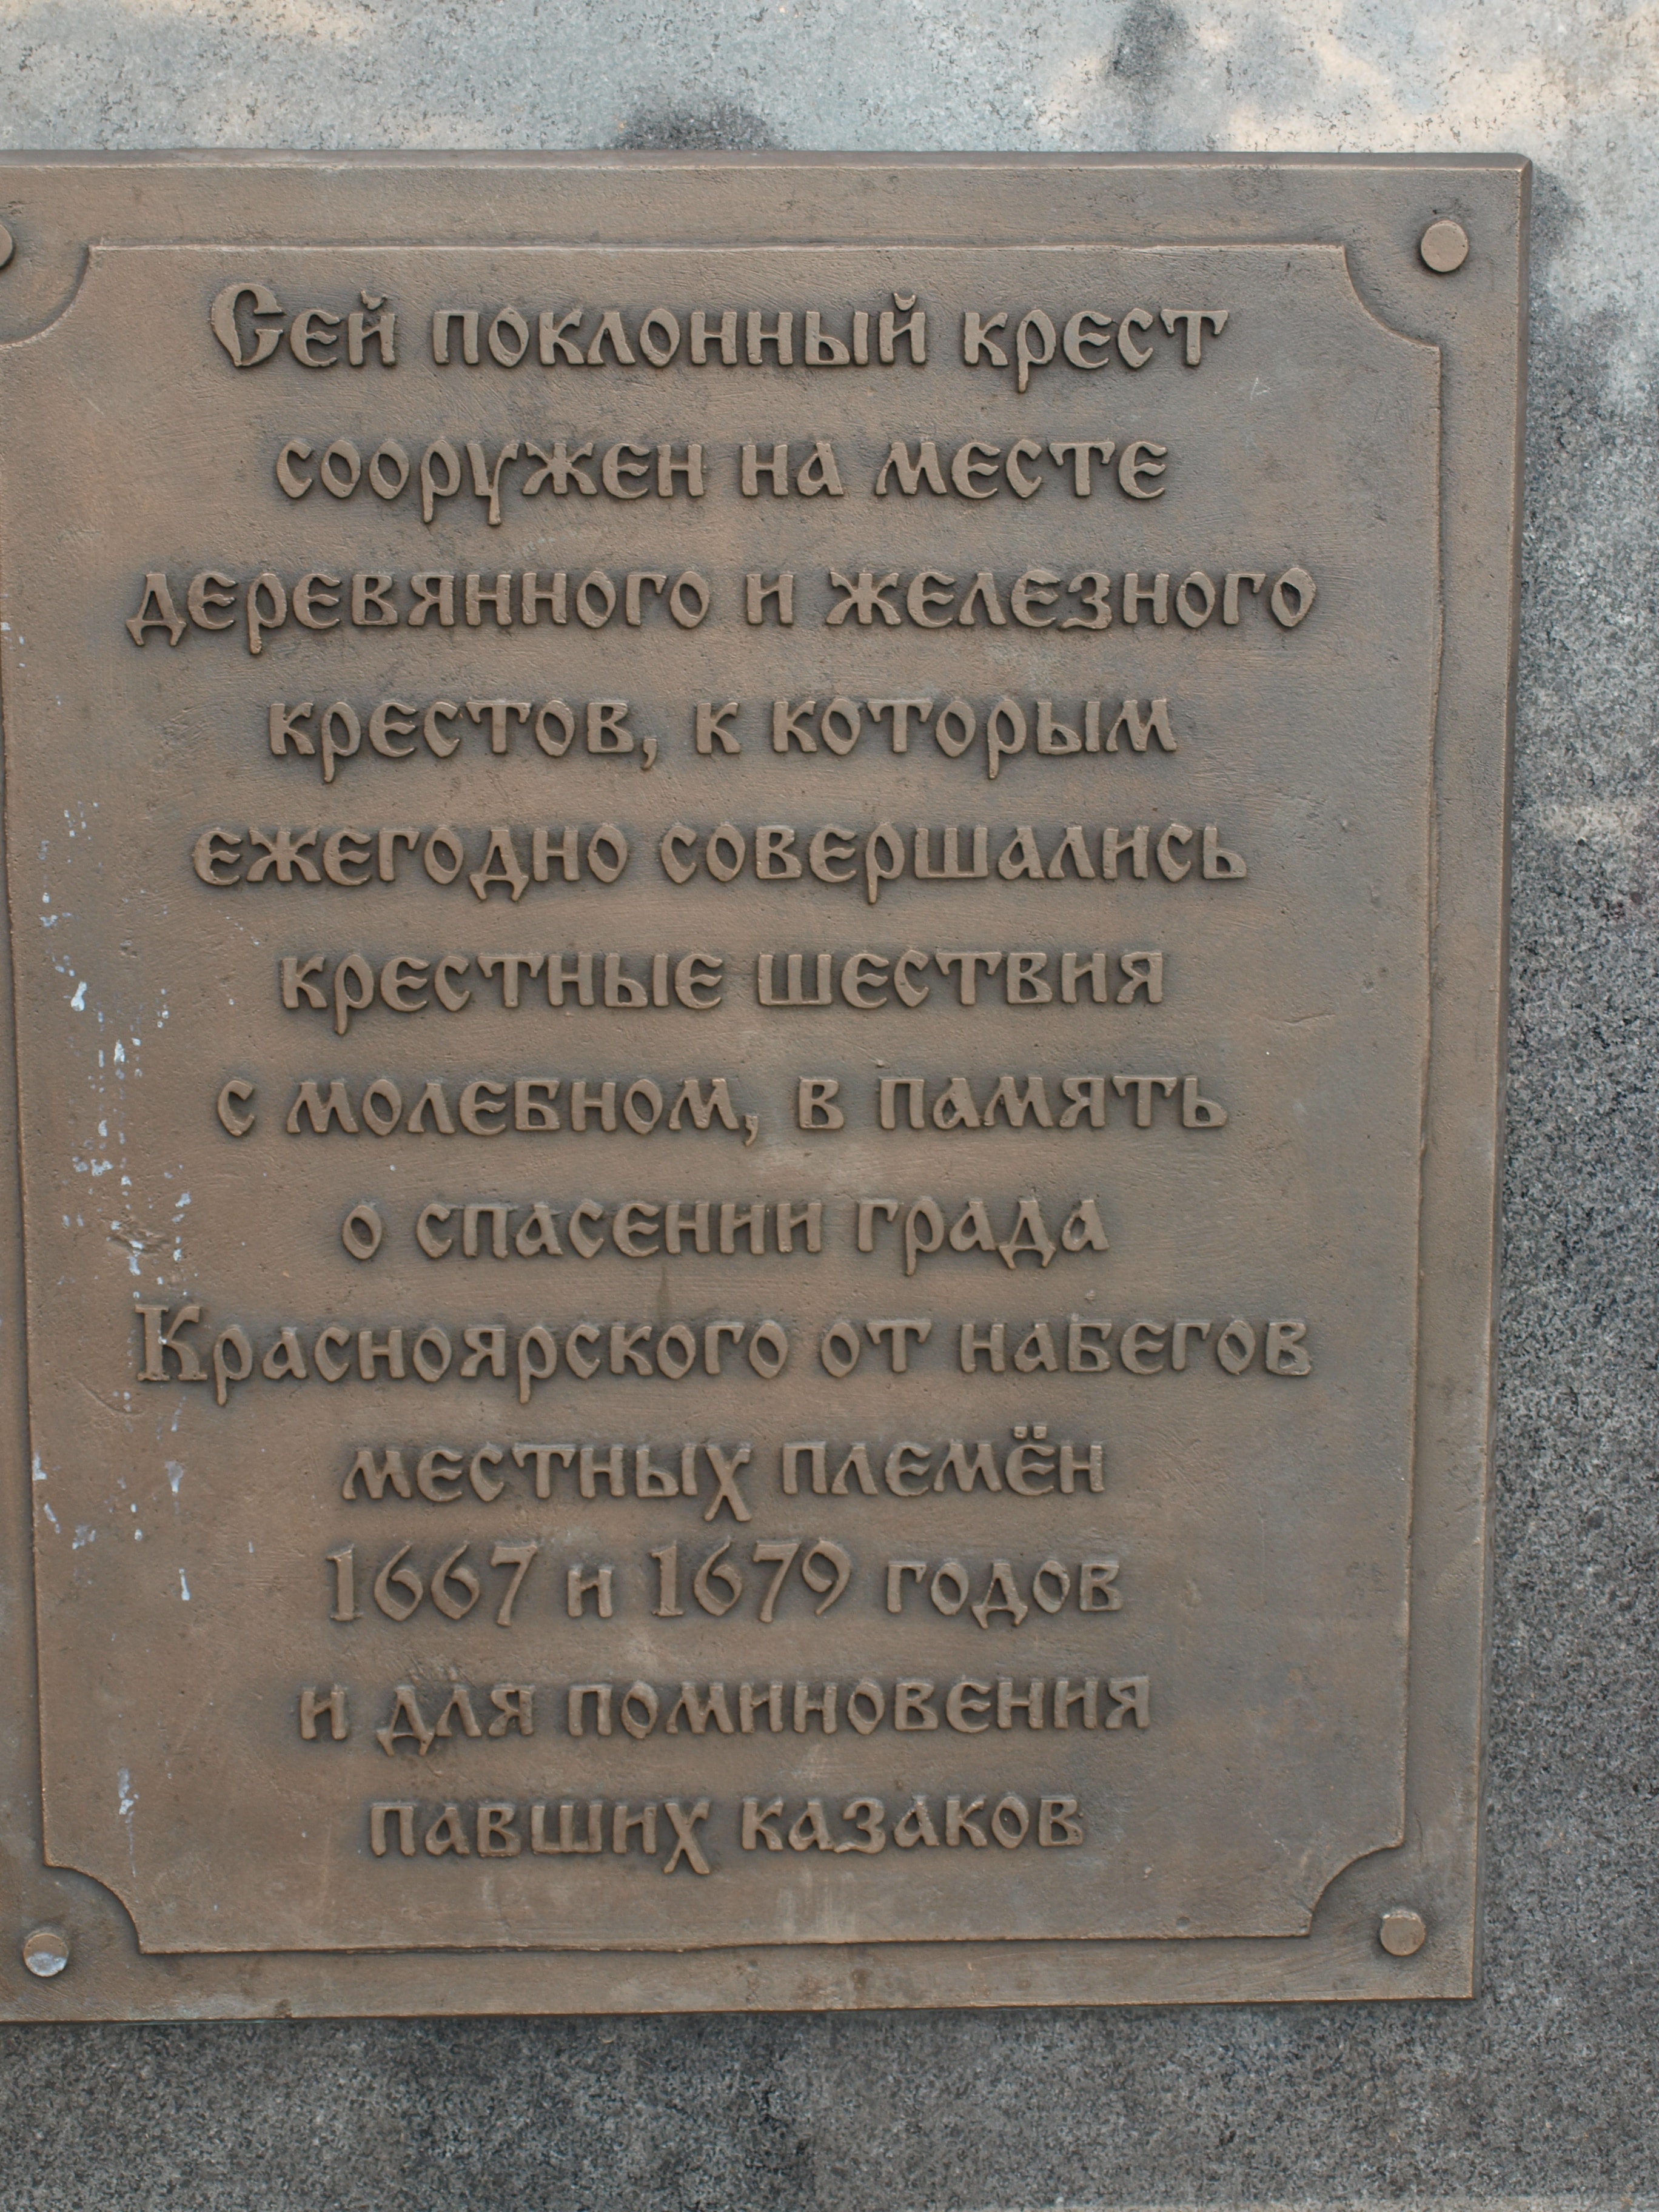 Сей поклонный крест
сооружен на месте
деревянного и железного
крестов, к которым
ежегодно совершались
крестные шествия
с молебном, в память
о спасении града
Красноярского от набегов
местных племён
1667 и 1679 годов
и для поминовения
павших казаков